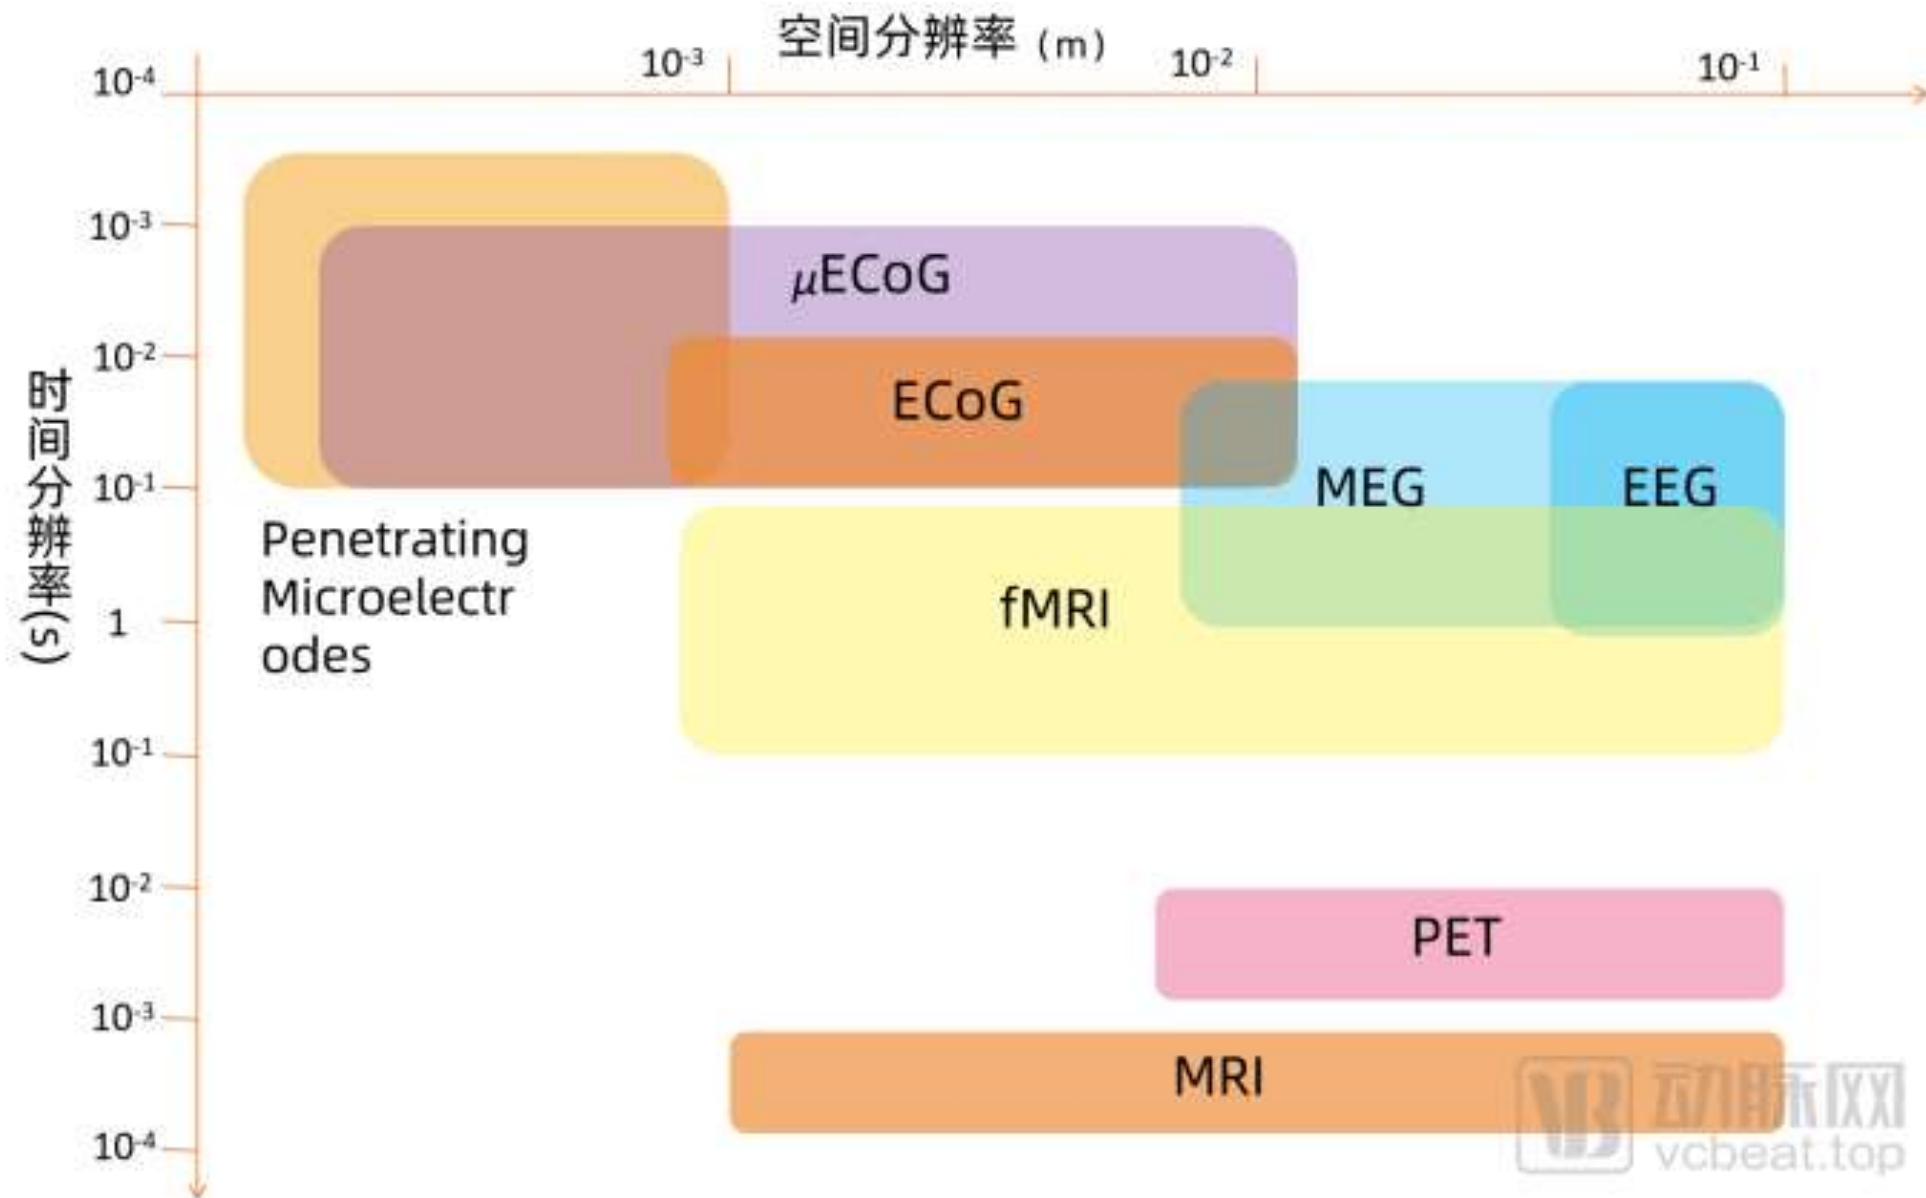 空间分辨率 (m)
10-3
10-2
10-1
时间分辨率(s)
10-4
10-3
10-2
10-1
1
10-1
10-2
10-3
10-4
μECoG
ECoG
MEG
EEG
Penetrating
Microelectr
odes
fMRI
PET
MRI
VB
动脉网
vcbeat.top